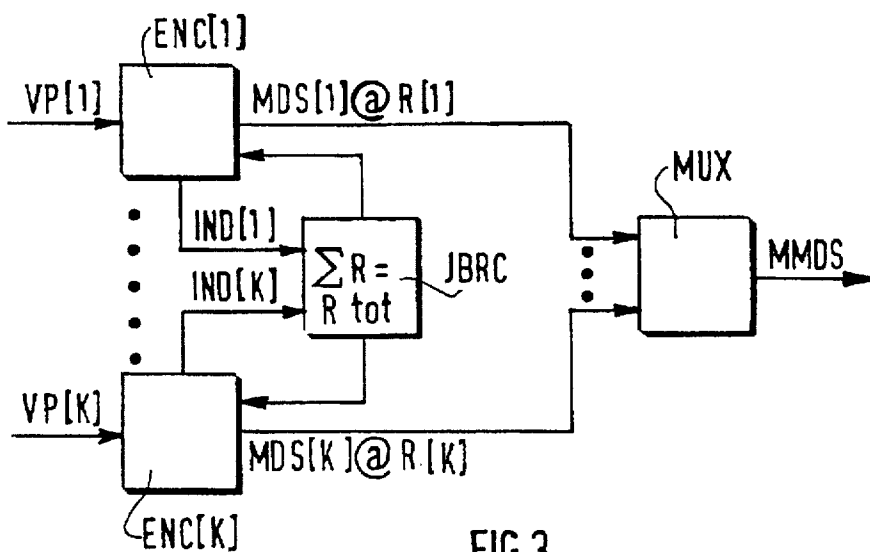 ENC[1]
VP[1]
MDS[1]@R[1]
MUX
IND[1]
MMDS
JBRC
∑R=
R tot
IND[K]
VP[K]
MDS[K]@R.[K]
ENC[K]
FIG.3